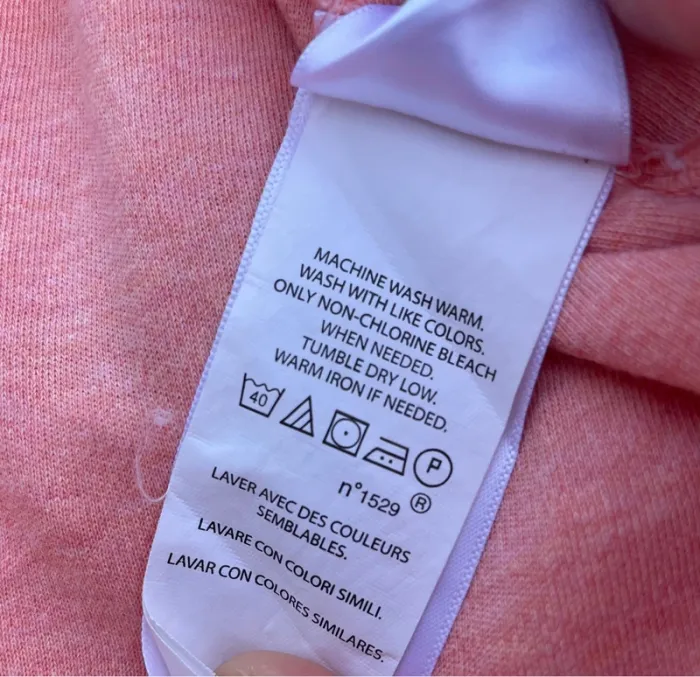 MACHINE WASH WARM.
WASH WITH LIKE COLORS.
ONLY NON-CHLORINE BLEACH
WHEN NEEDED.
TUMBLE DRY LOW.
WARM IRON IF NEEDED.
40 P
n°1529 ®
LAVER AVEC DES COULEURS
SEMBLABLES.
LAVARE CON COLORI SIMILI.
LAVAR CON COLORES SIMILARES.